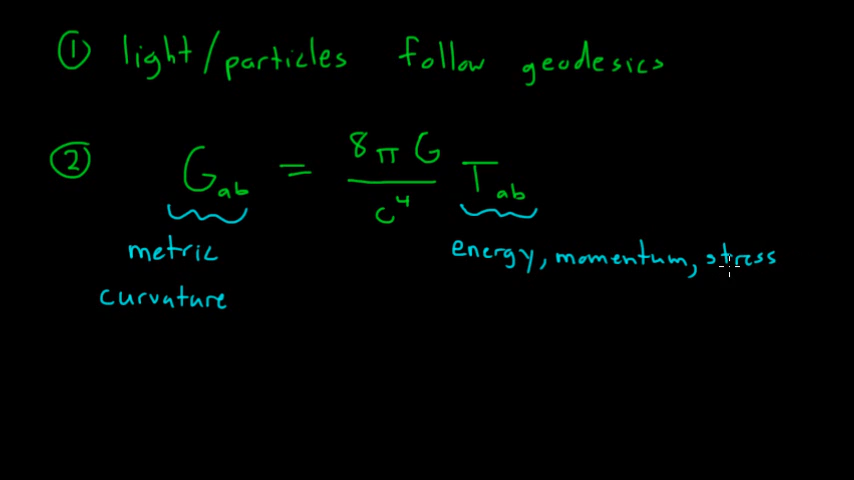 ① light/particles follow geodesics
② G_ab = 8πG/c⁴ T_ab
metric energy, momentum, stress
curvature